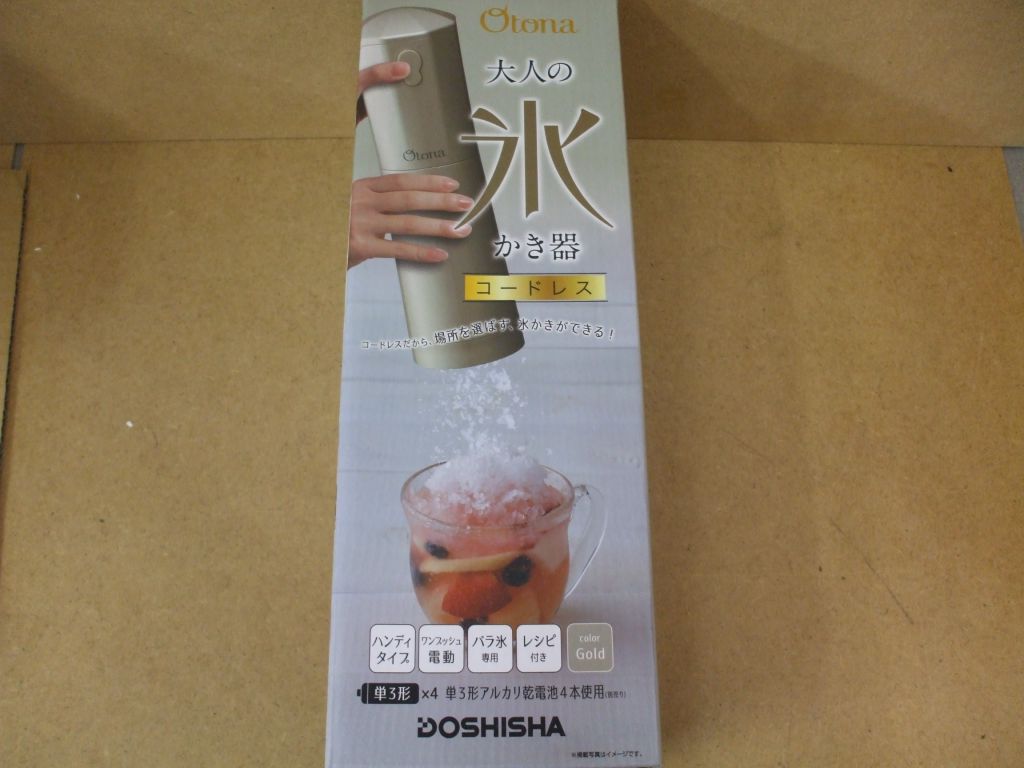 Otona
大人の
氷
かき器
コードレス
Otona
コードレスだから、場所を選ばず、氷かきができる！
ハンディ
タイプ
ワンプッシュ
電動
バラ氷
専用
レシピ
付き
color
Gold
単3形 ×4 単3形アルカリ乾電池4本使用(別売り)
DOSHISHA
※掲載写真はイメージです。